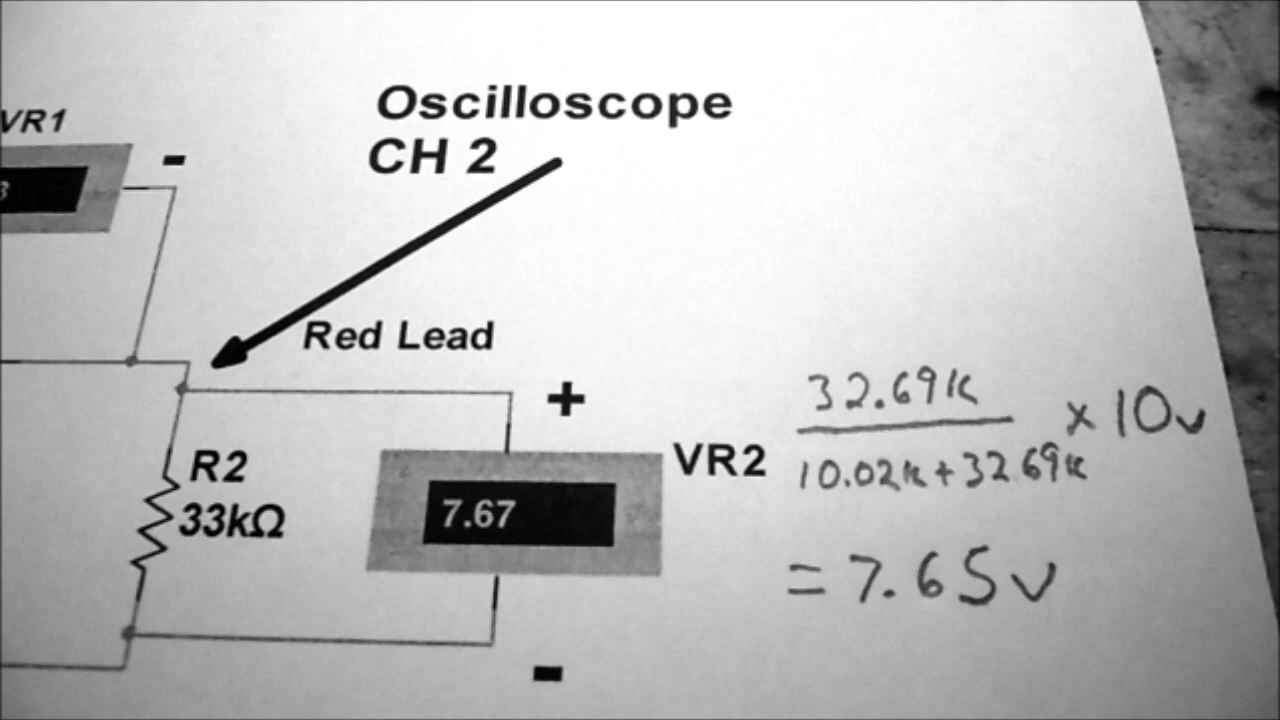 VR1
-
Oscilloscope
CH 2
Red Lead
+
R2
33kΩ
7.67
VR2
32.69k
10.02k+32.69k
x 10v
= 7.65v
-